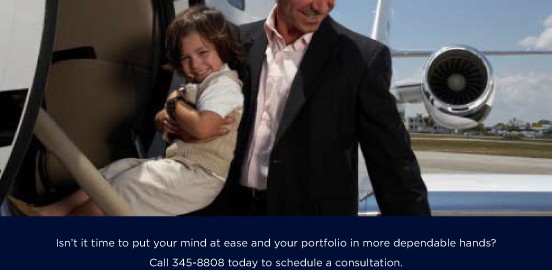 Isn't it time to put your mind at ease and your portfolio in more dependable hands?
Call 345-8808 today to schedule a consultation.